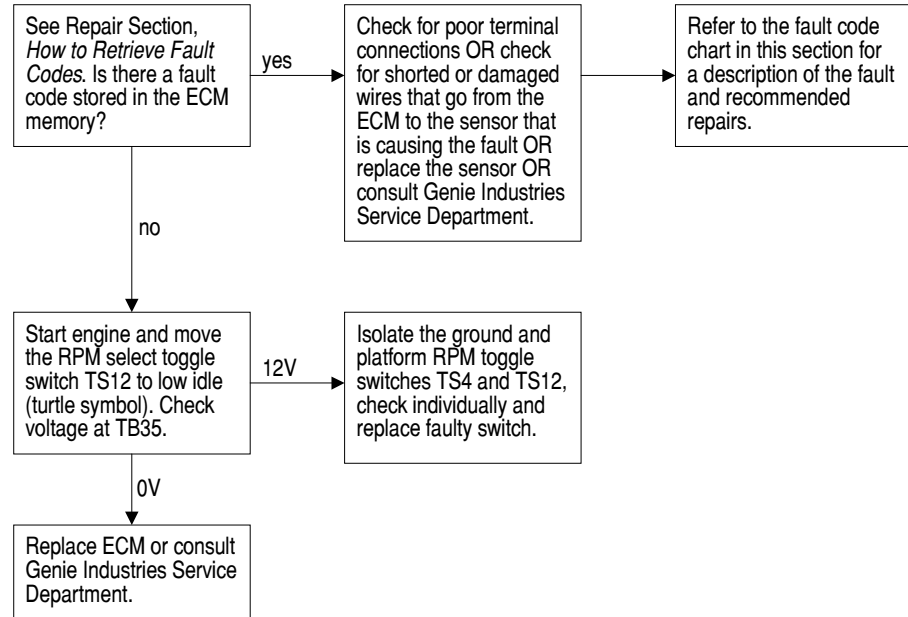 See Repair Section,
How to Retrieve Fault
Codes. Is there a fault
code stored in the ECM
memory?
yes
Check for poor terminal
connections OR check
for shorted or damaged
wires that go from the
ECM to the sensor that
is causing the fault OR
replace the sensor OR
consult Genie Industries
Service Department.
Refer to the fault code
chart in this section for
a description of the fault
and recommended
repairs.
no
Start engine and move
the RPM select toggle
switch TS12 to low idle
(turtle symbol). Check
voltage at TB35.
12V
Isolate the ground and
platform RPM toggle
switches TS4 and TS12,
check individually and
replace faulty switch.
0V
Replace ECM or consult
Genie Industries Service
Department.